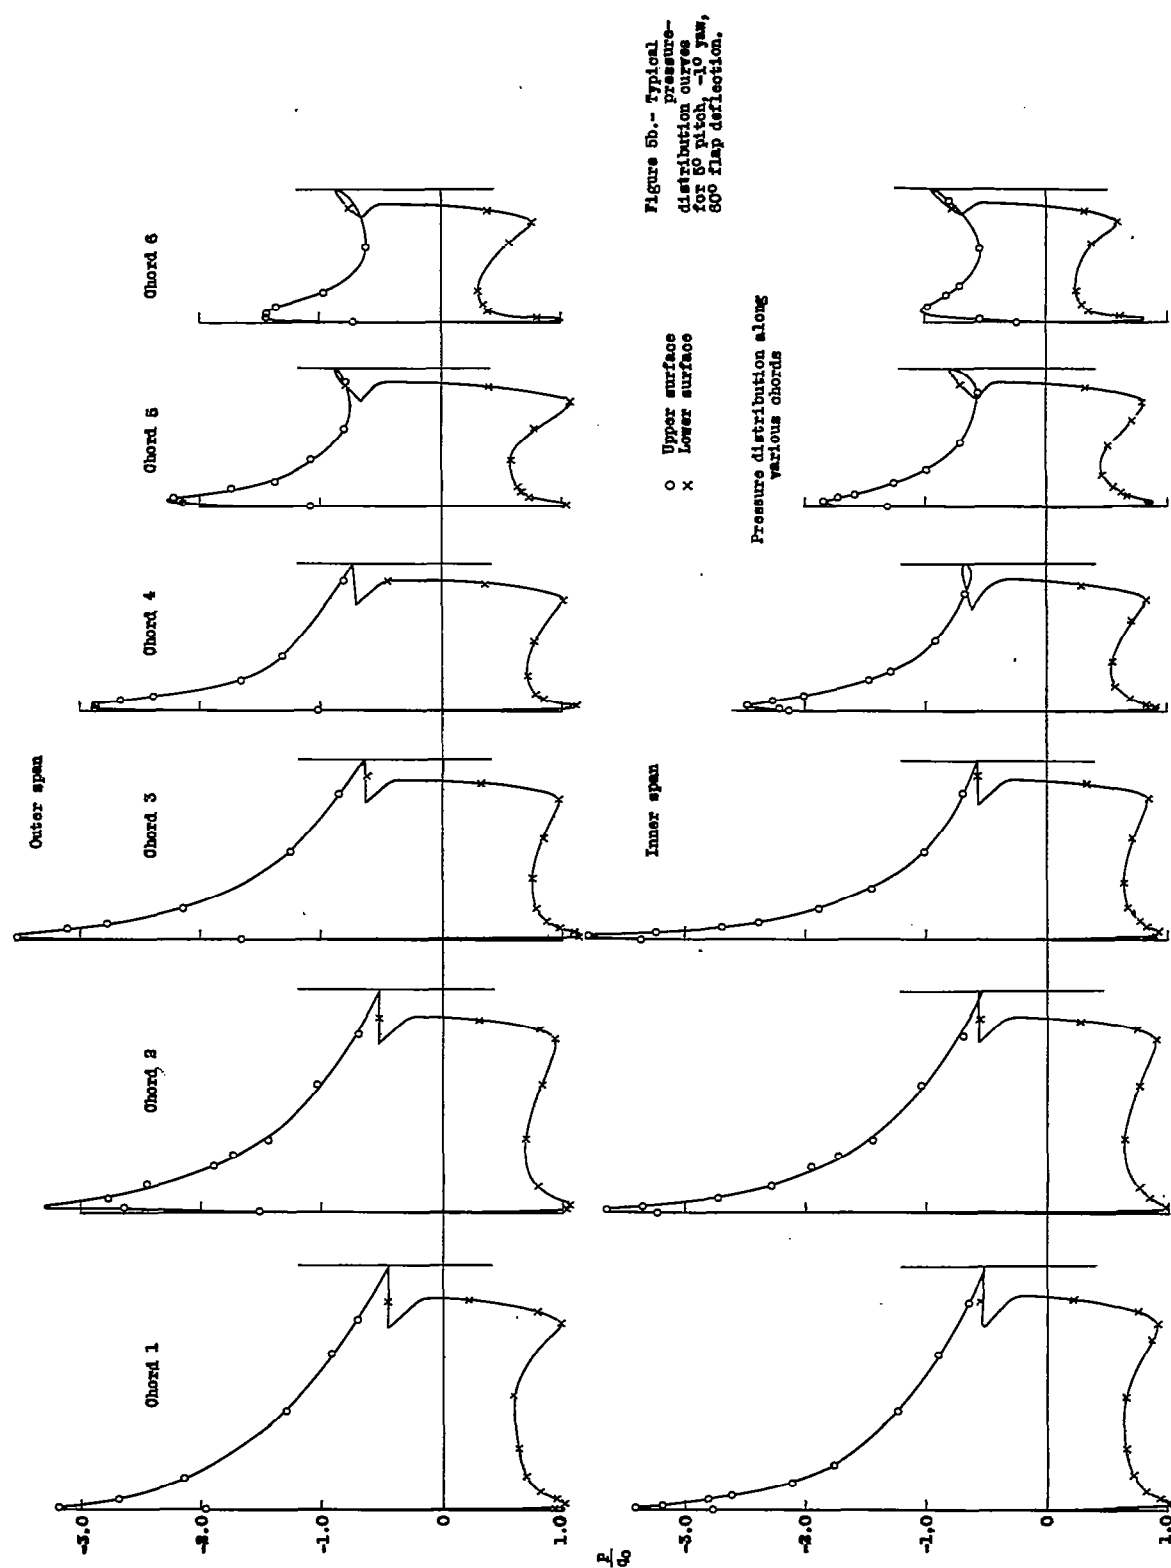 Outer span
Chord 1
Chord 2
Chord 3
Chord 4
Chord 5
Chord 6
-3.0
-2.0
-1.0
0
1.0
Inner span
O Upper surface
× Lower surface
Pressure distribution along
various chords
P
q₀
-3.0
-2.0
-1.0
0
1.0
Figure 5b.- Typical
pressure-
distribution curves
for 5° pitch, -10° yaw,
60° flap deflection.